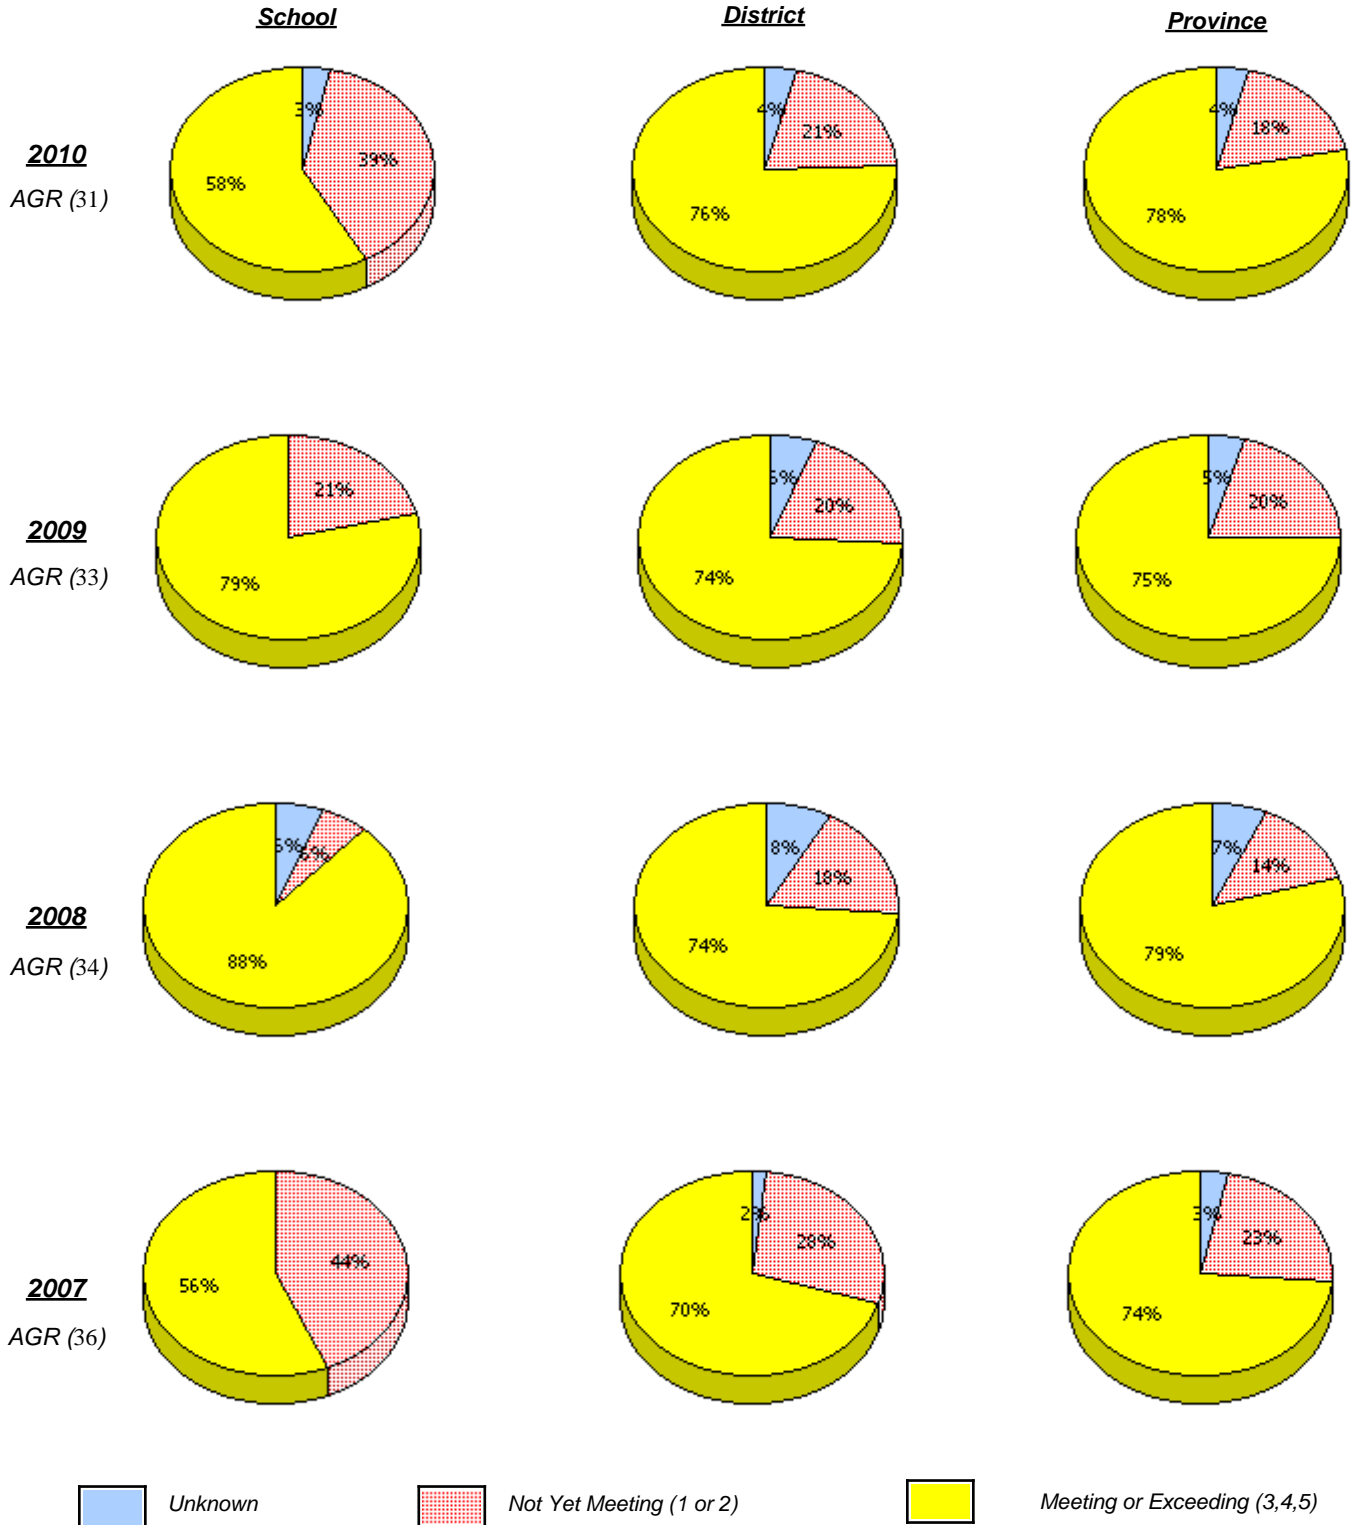 School District Province
2010
AGR (31)
3% 39% 58%
4% 21% 76%
4% 18% 78%
2009
AGR (33)
21% 79%
6% 20% 74%
5% 20% 75%
2008
AGR (34)
6% 6% 88%
8% 18% 74%
7% 14% 79%
2007
AGR (36)
44% 56%
2% 28% 70%
3% 23% 74%
Unknown Not Yet Meeting (1 or 2) Meeting or Exceeding (3,4,5)